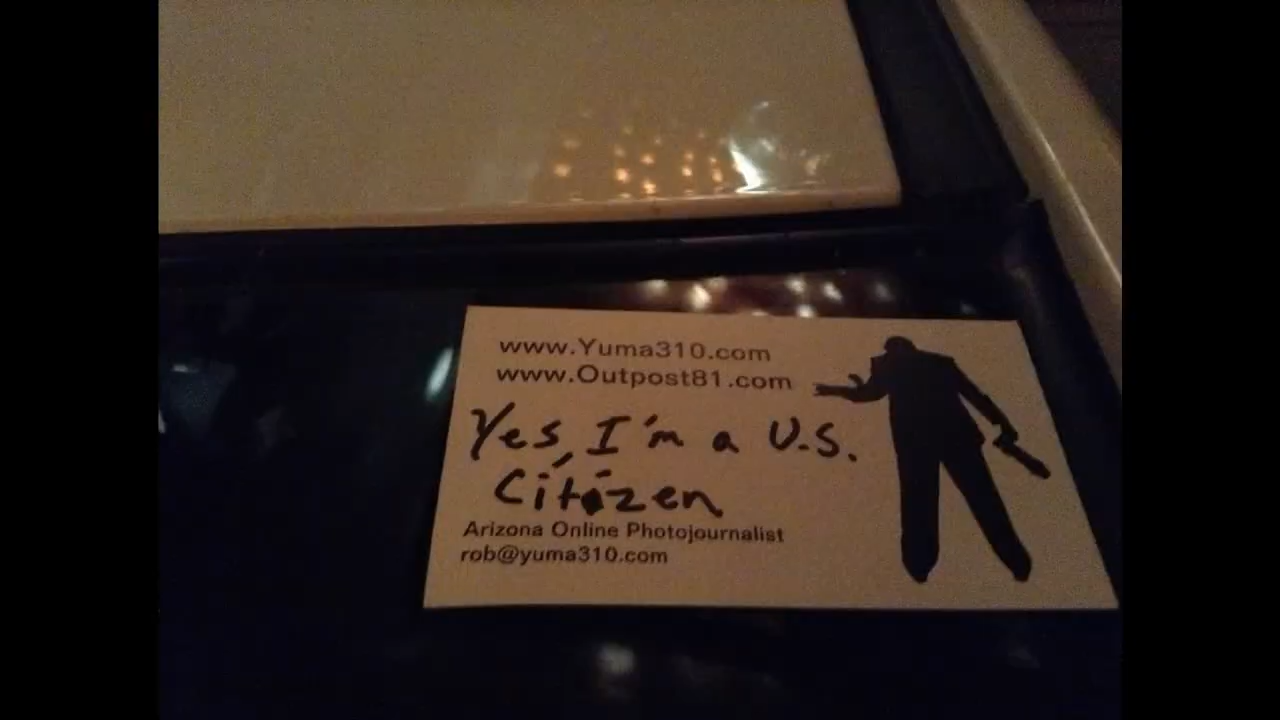 www.Yuma310.com
www.Outpost81.com
Yes, I'm a U.S.
Citizen
Arizona Online Photojournalist
rob@yuma310.com